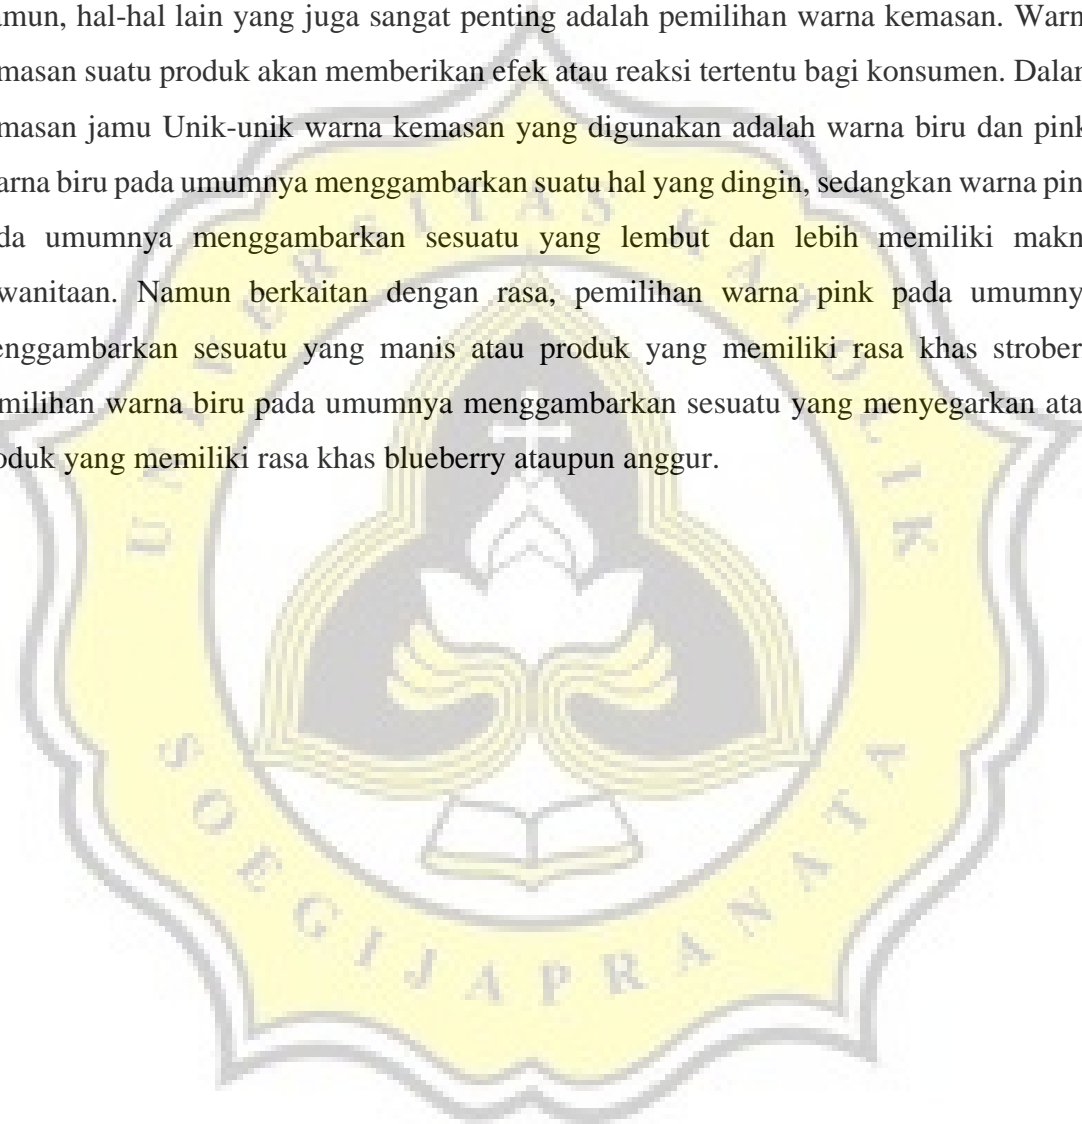 amun, hal-hal lain yang juga sangat penting adalah pemilihan warna kemasan. Warn
masan suatu produk akan memberikan efek atau reaksi tertentu bagi konsumen. Dalan
masan jamu Unik-unik warna kemasan yang digunakan adalah warna biru dan pink
arna biru pada umumnya menggambarkan suatu hal yang dingin, sedangkan warna pin
da umumnya menggambarkan sesuatu yang lembut dan lebih memiliki makn
wanitaan. Namun berkaitan dengan rasa, pemilihan warna pink pada umumny
enggambarkan sesuatu yang manis atau produk yang memiliki rasa khas strober
milihan warna biru pada umumnya menggambarkan sesuatu yang menyegarkan ata
oduk yang memiliki rasa khas blueberry ataupun anggur.
UNIVERSITAS KATOLIK
SOEGIJAPRANATA